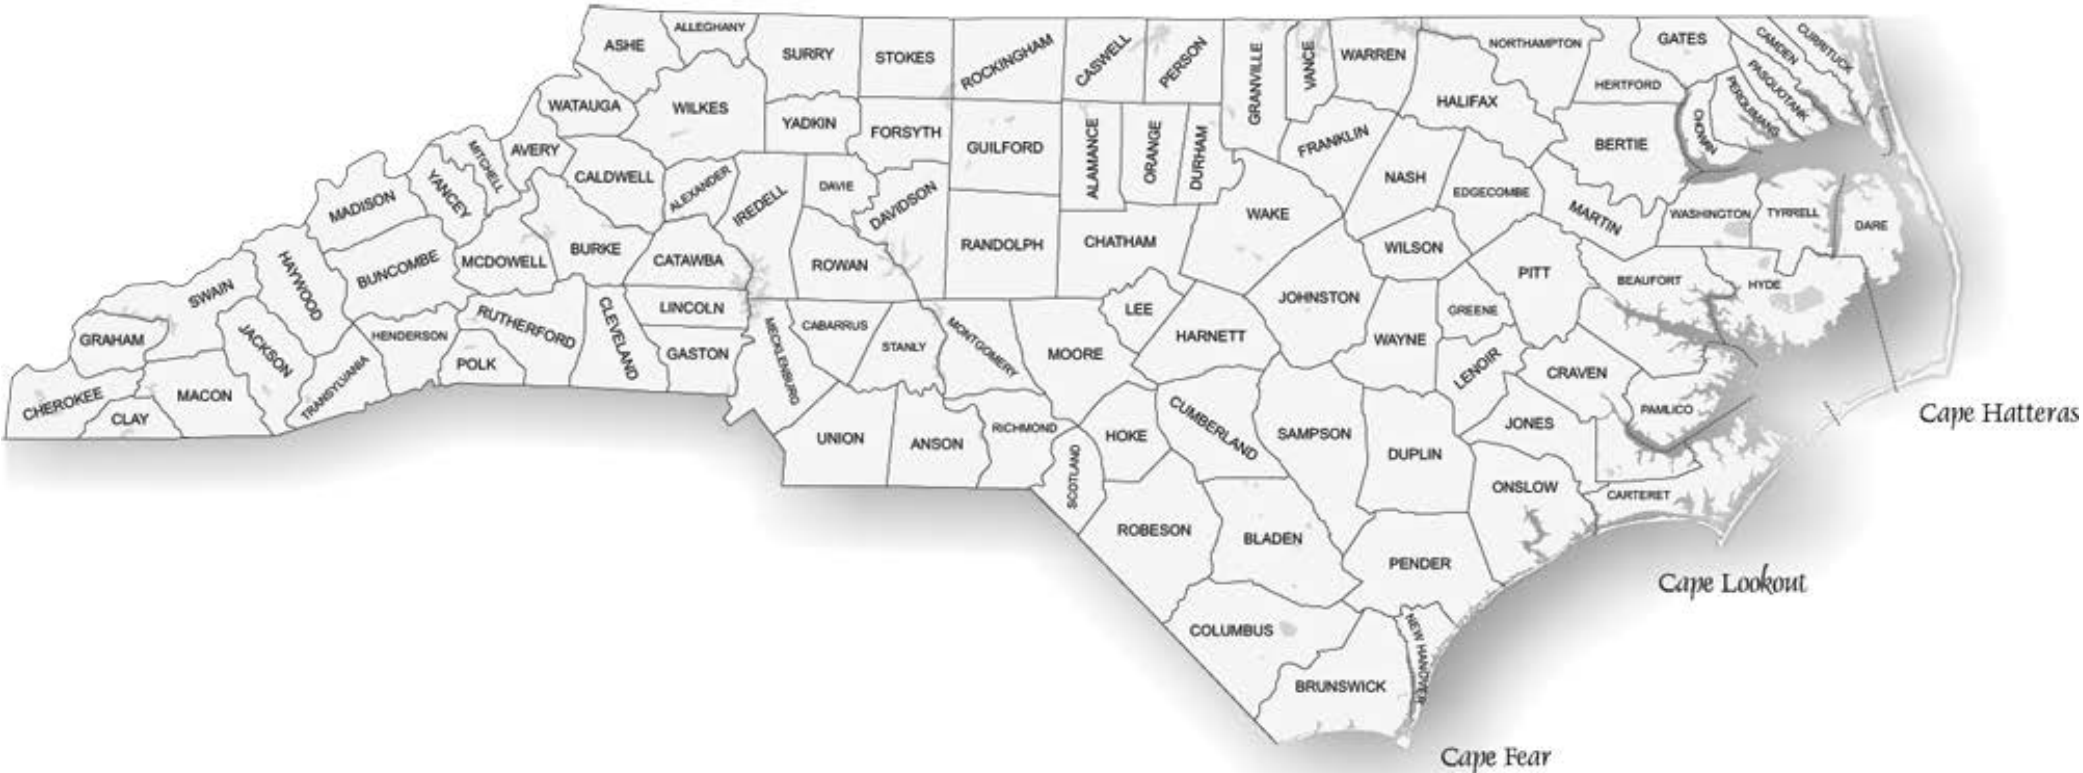 ASHE
ALLEGHANY
SURRY
STOKES
ROCKINGHAM
CASWELL
PERSON
GRANVILLE
VANCE
WARREN
NORTHAMPTON
GATES
CAMDEN
CURRITUCK
HERTFORD
PASQUOTANK
PERQUIMANS
CHOWAN
WATAUGA
WILKES
YADKIN
FORSYTH
GUILFORD
ALAMANCE
ORANGE
DURHAM
FRANKLIN
HALIFAX
BERTIE
MITCHELL
AVERY
CALDWELL
ALEXANDER
IREDELL
DAVIE
DAVIDSON
NASH
EDGECOMBE
MARTIN
WASHINGTON
TYRRELL
DARE
MADISON
YANCEY
WAKE
RANDOLPH
CHATHAM
WILSON
PITT
BEAUFORT
HYDE
HAYWOOD
BUNCOMBE
MCDOWELL
BURKE
CATAWBA
ROWAN
SWAIN
LINCOLN
LEE
JOHNSTON
GREENE
GRAHAM
JACKSON
HENDERSON
RUTHERFORD
CLEVELAND
GASTON
MECKLENBURG
CABARRUS
STANLY
MONTGOMERY
MOORE
HARNETT
WAYNE
LENOIR
CRAVEN
PAMLICO
CHEROKEE
CLAY
MACON
TRANSYLVANIA
POLK
UNION
ANSON
RICHMOND
SCOTLAND
HOKE
CUMBERLAND
SAMPSON
DUPLIN
JONES
ONSLOW
CARTERET
Cape Hatteras
ROBESON
BLADEN
PENDER
Cape Lookout
COLUMBUS
NEW HANOVER
BRUNSWICK
Cape Fear